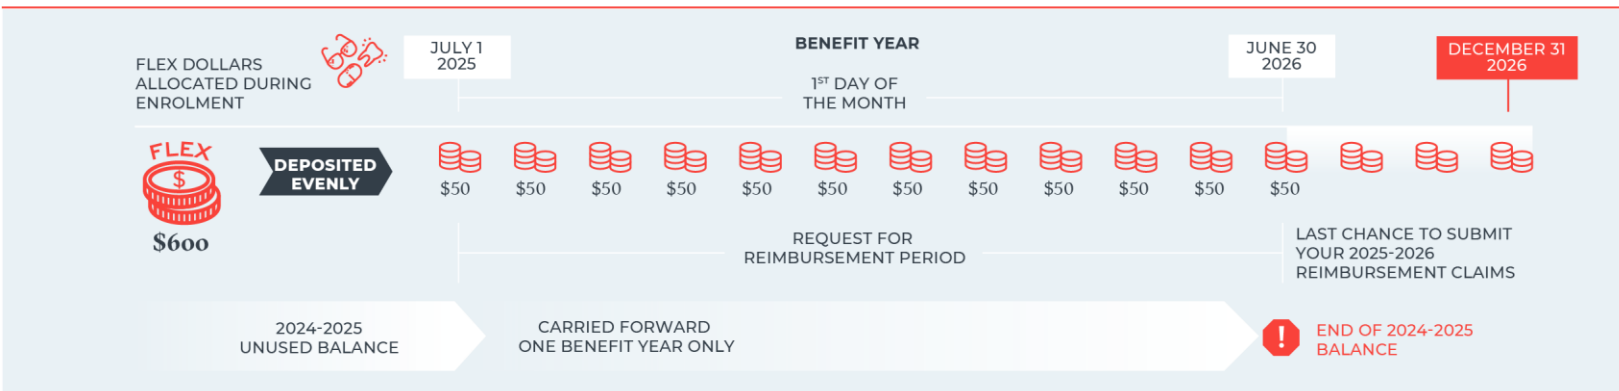 FLEX DOLLARS
ALLOCATED DURING
ENROLMENT
JULY 1
2025
BENEFIT YEAR
1ST DAY OF
THE MONTH
JUNE 30
2026
DECEMBER 31
2026
FLEX
$
$600
DEPOSITED
EVENLY
$50 $50 $50 $50 $50 $50 $50 $50 $50 $50 $50 $50
REQUEST FOR
REIMBURSEMENT PERIOD
LAST CHANCE TO SUBMIT
YOUR 2025-2026
REIMBURSEMENT CLAIMS
2024-2025
UNUSED BALANCE
CARRIED FORWARD
ONE BENEFIT YEAR ONLY
!
END OF 2024-2025
BALANCE